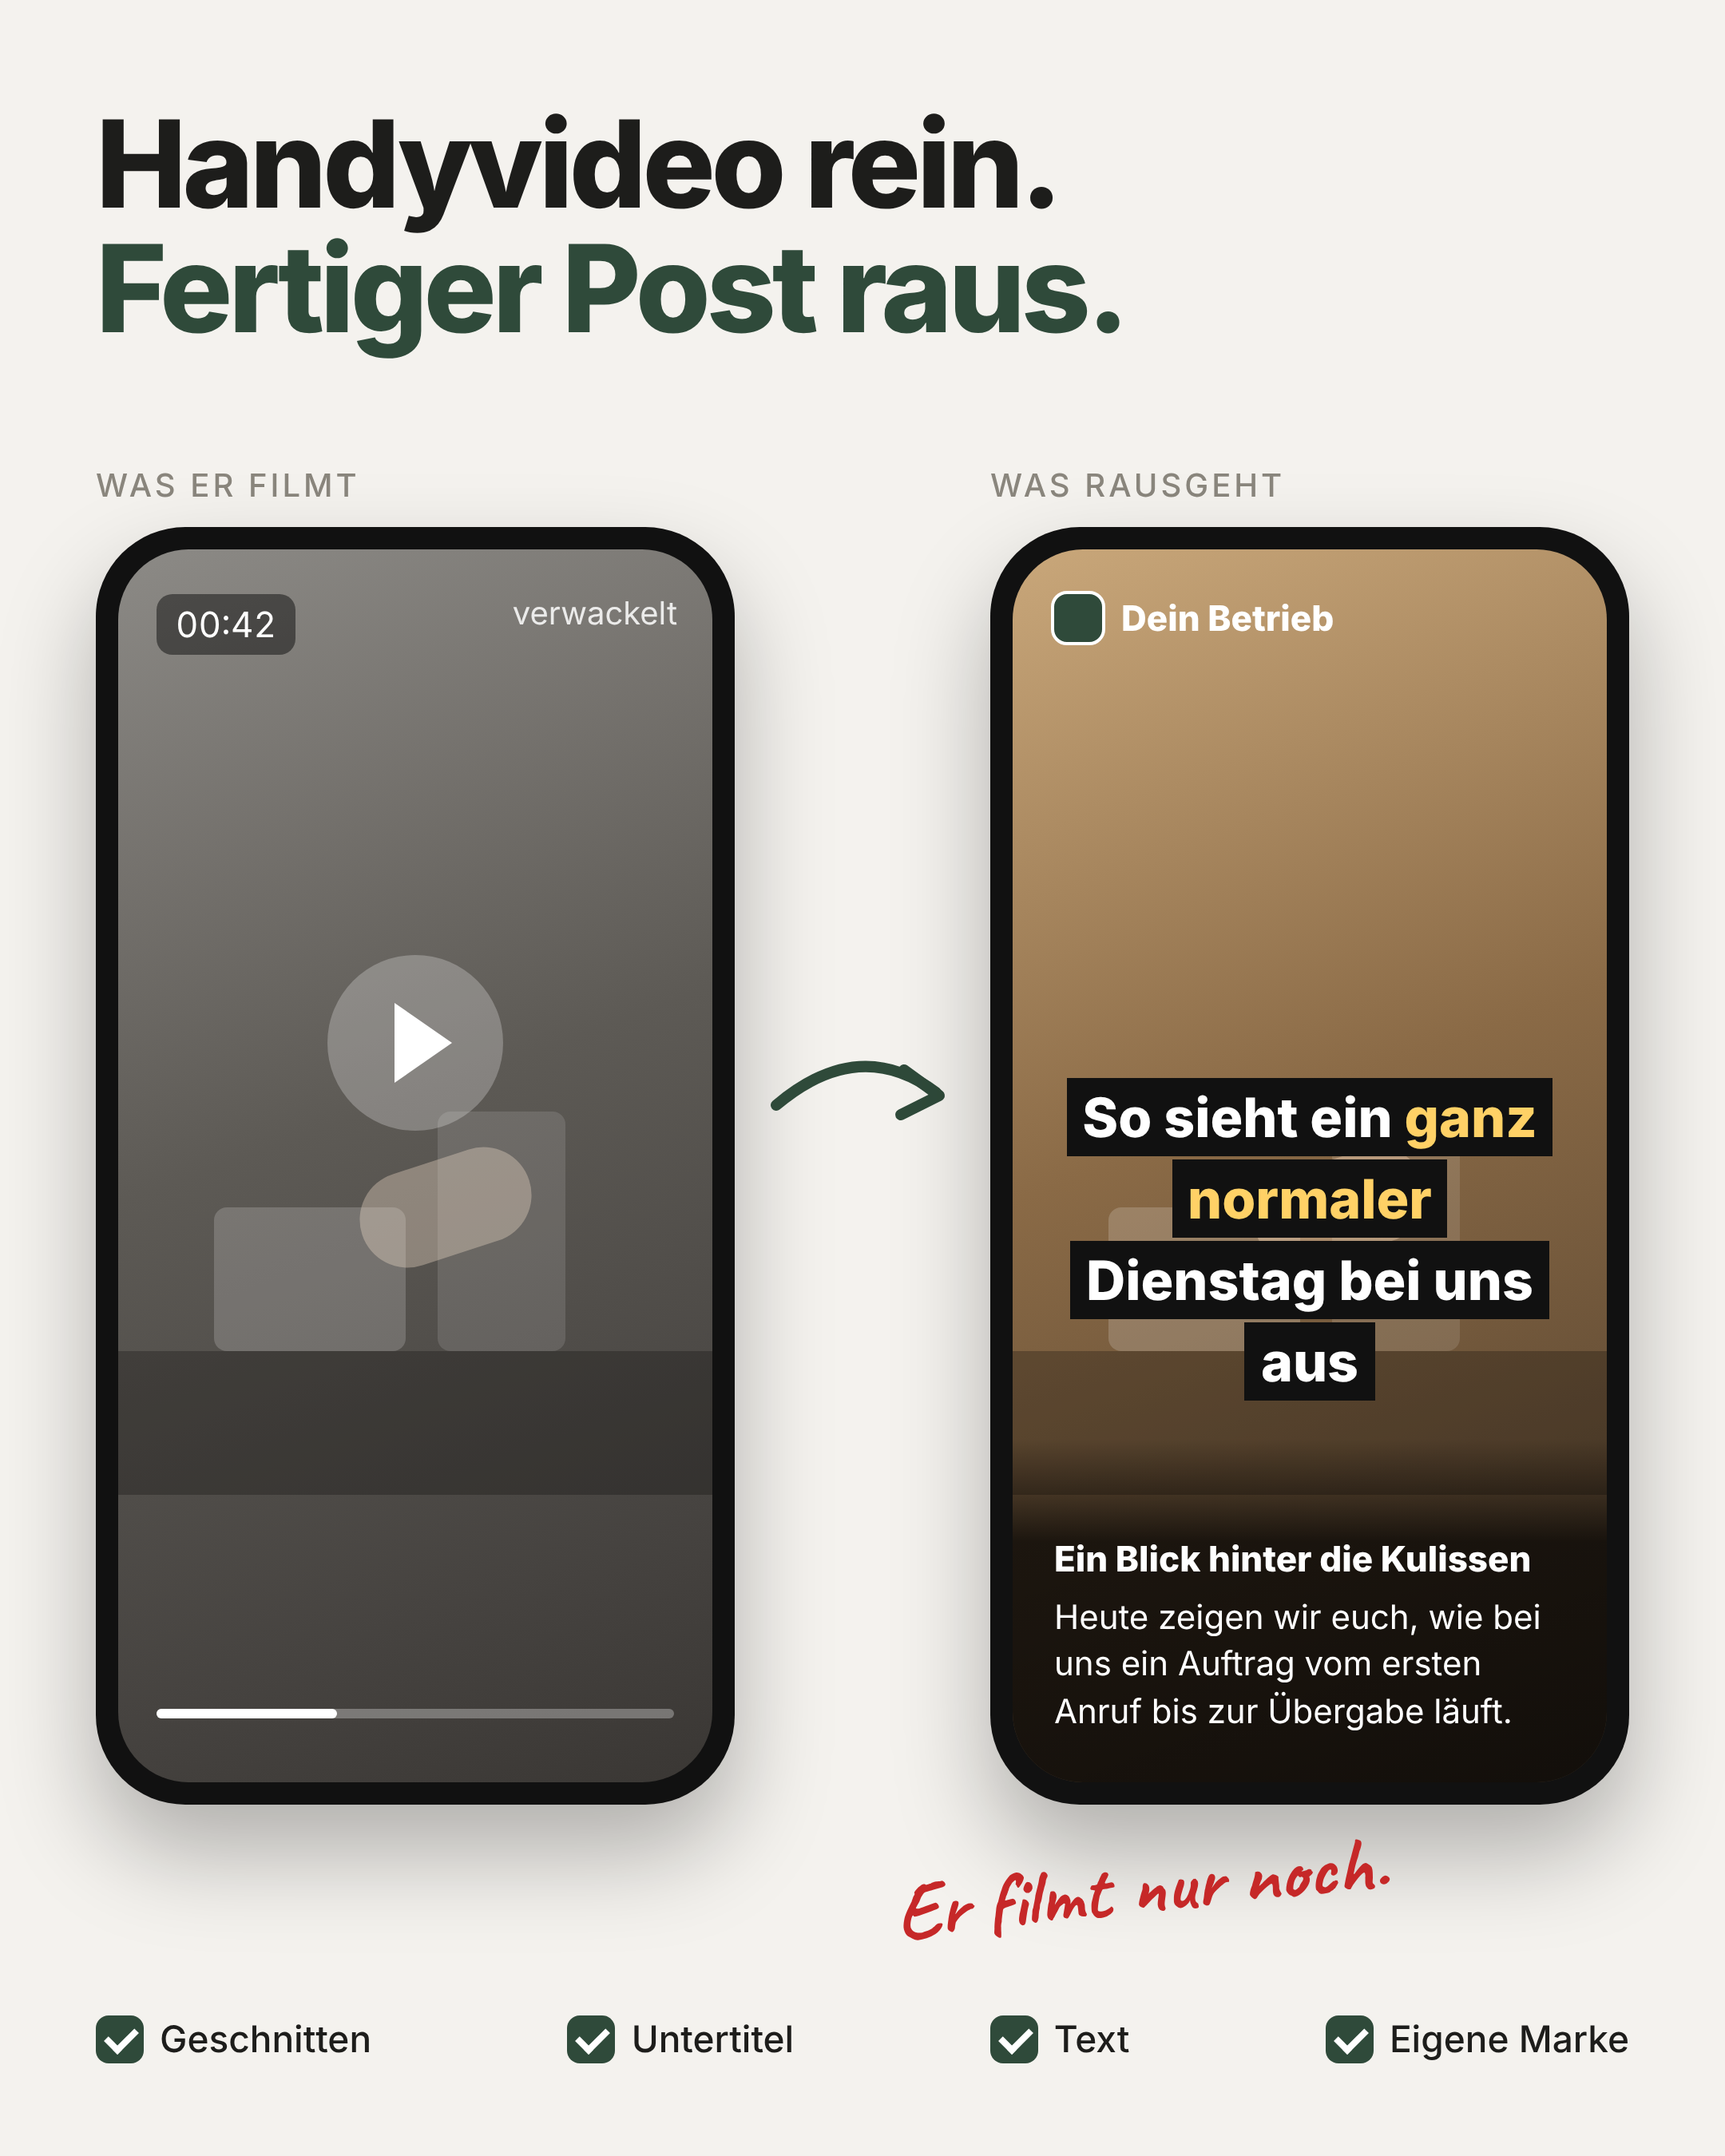 Handyvideo rein.
Fertiger Post raus.
WAS ER FILMT
00:42
verwackelt
WAS RAUSGEHT
Dein Betrieb
So sieht ein ganz
normaler
Dienstag bei uns
aus
Ein Blick hinter die Kulissen
Heute zeigen wir euch, wie bei
uns ein Auftrag vom ersten
Anruf bis zur Übergabe läuft.
Er filmt nur noch.
Geschnitten
Untertitel
Text
Eigene Marke